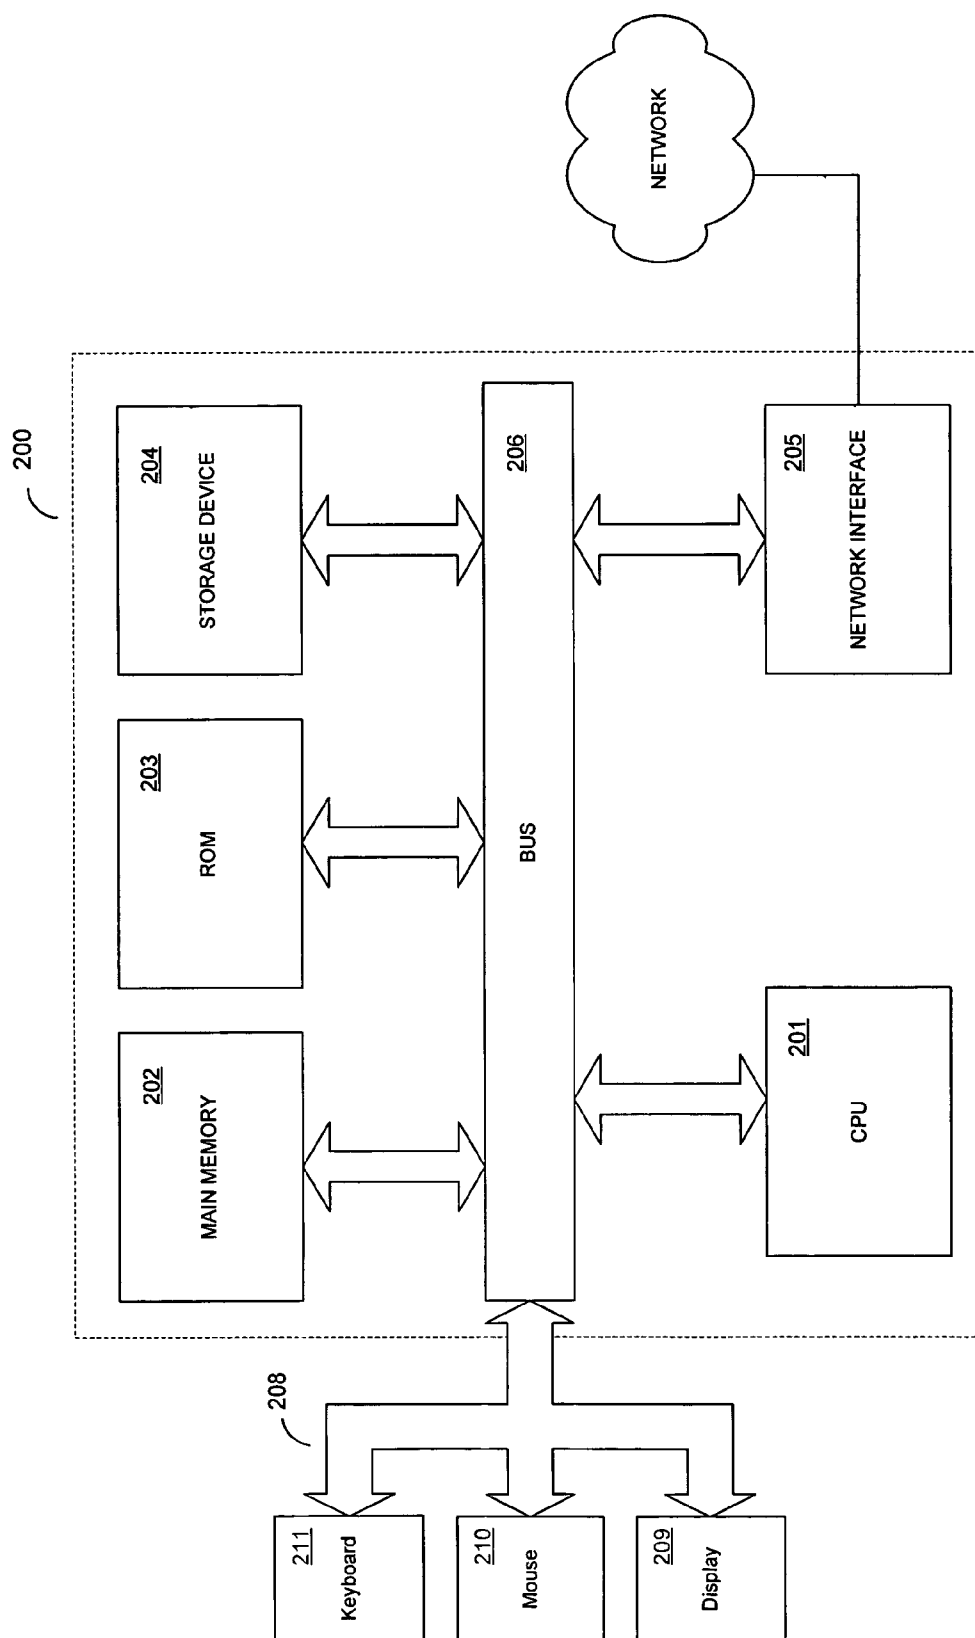 200
202
MAIN MEMORY
203
ROM
204
STORAGE DEVICE
208
211
Keyboard
210
Mouse
206
BUS
209
Display
NETWORK
201
CPU
205
NETWORK INTERFACE